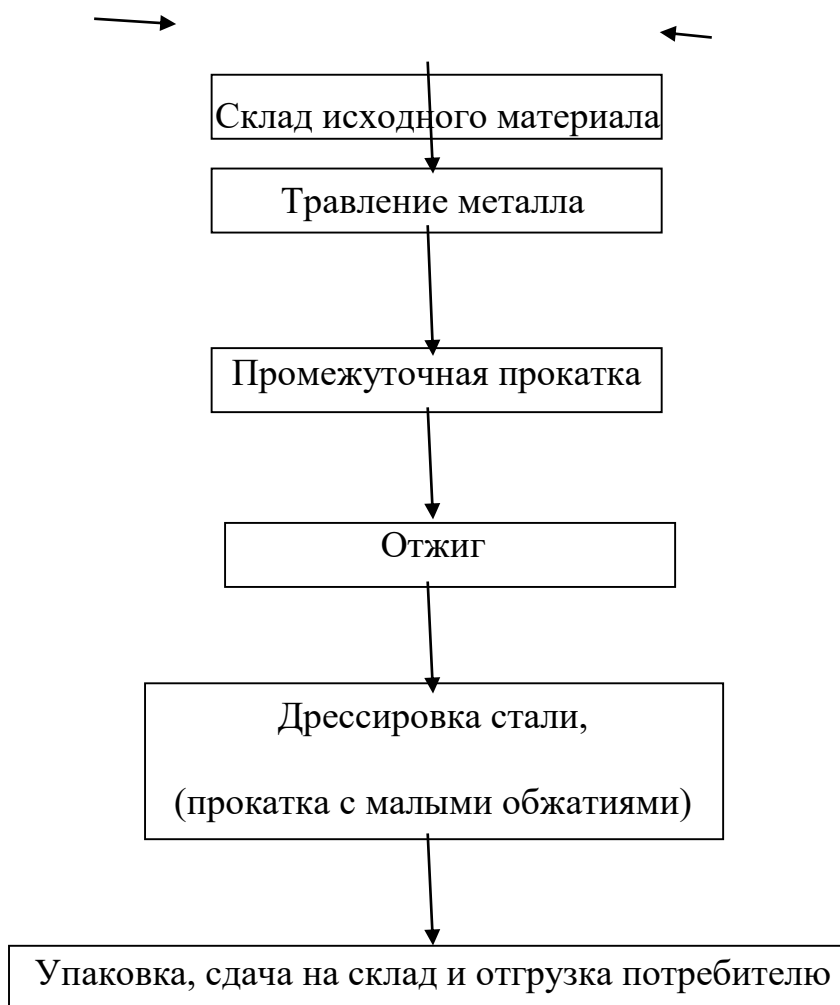 Склад исходного материала
Травление металла
Промежуточная прокатка
Отжиг
Дрессировка стали,
(прокатка с малыми обжатиями)
Упаковка, сдача на склад и отгрузка потребителю